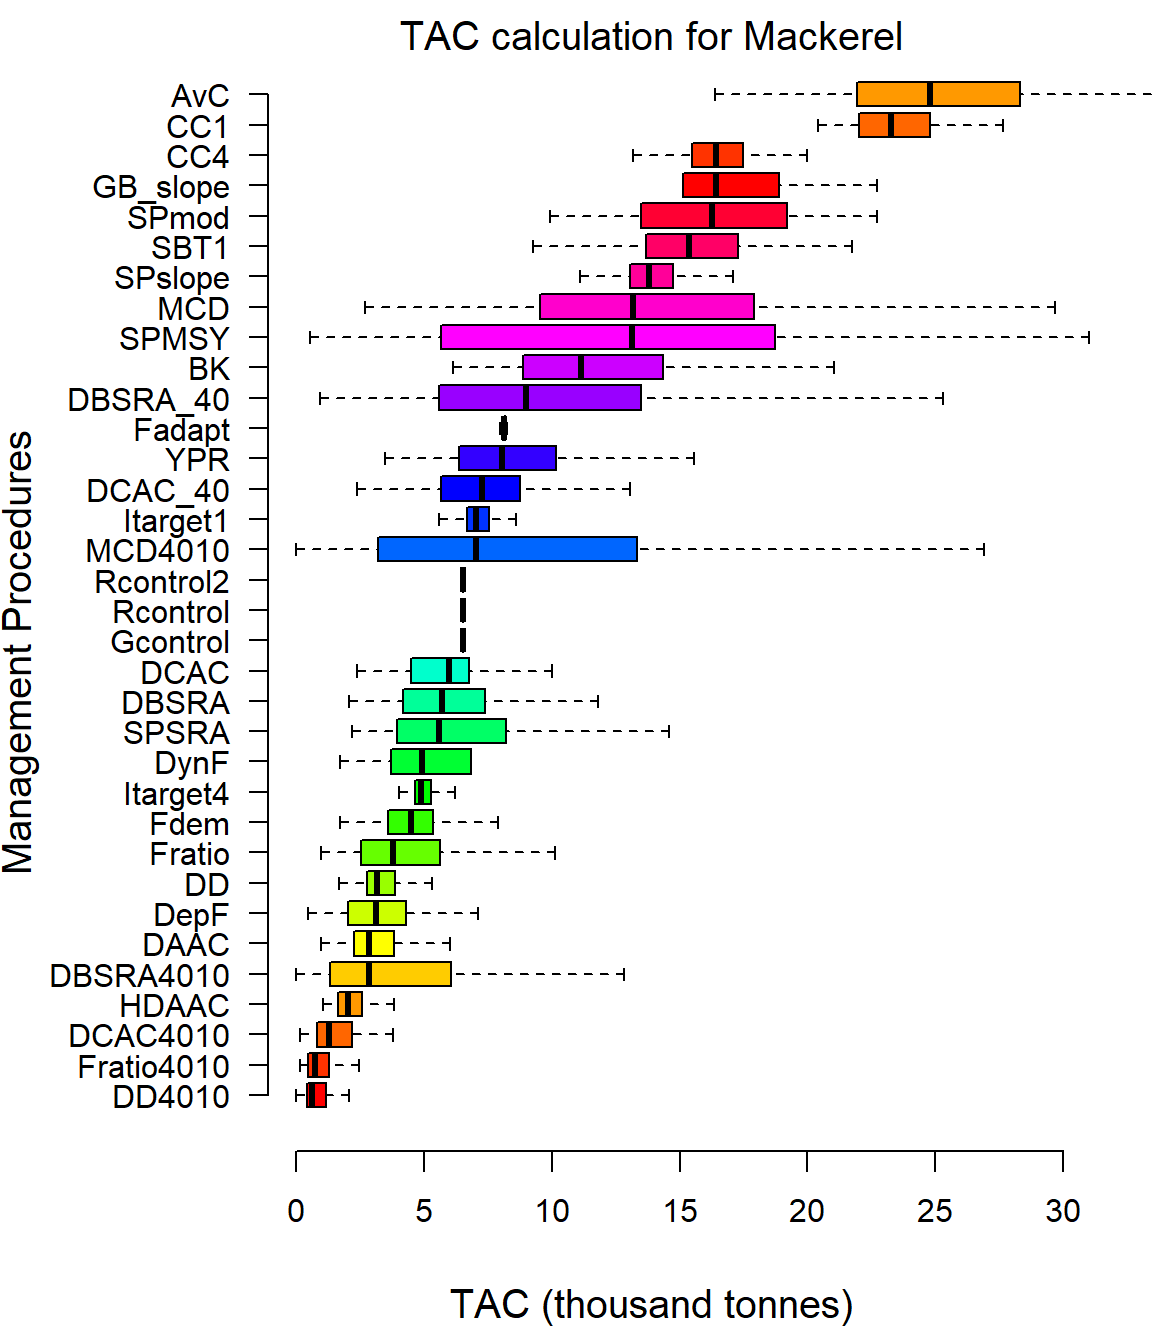 TAC calculation for Mackerel
Management Procedures
AvC
CC1
CC4
GB_slope
SPmod
SBT1
SPslope
MCD
SPMSY
BK
DBSRA_40
Fadapt
YPR
DCAC_40
Itarget1
MCD4010
Rcontrol2
Rcontrol
Gcontrol
DCAC
DBSRA
SPSRA
DynF
Itarget4
Fdem
Fratio
DD
DepF
DAAC
DBSRA4010
HDAAC
DCAC4010
Fratio4010
DD4010
0 5 10 15 20 25 30
TAC (thousand tonnes)